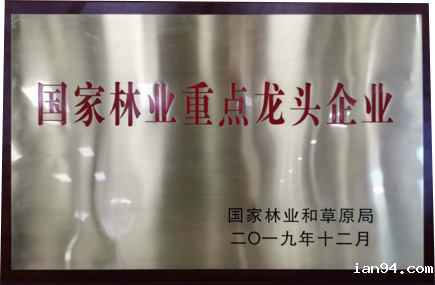 国家林业重点龙头企业
国家林业和草原局
二〇一九年十二月
ian94.com